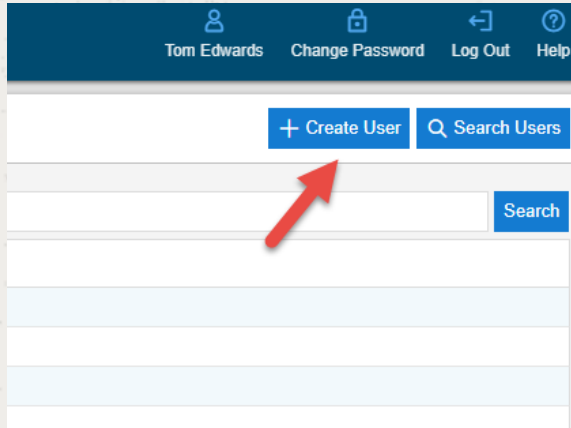 Tom Edwards Change Password Log Out Help
+ Create User Search Users
Search